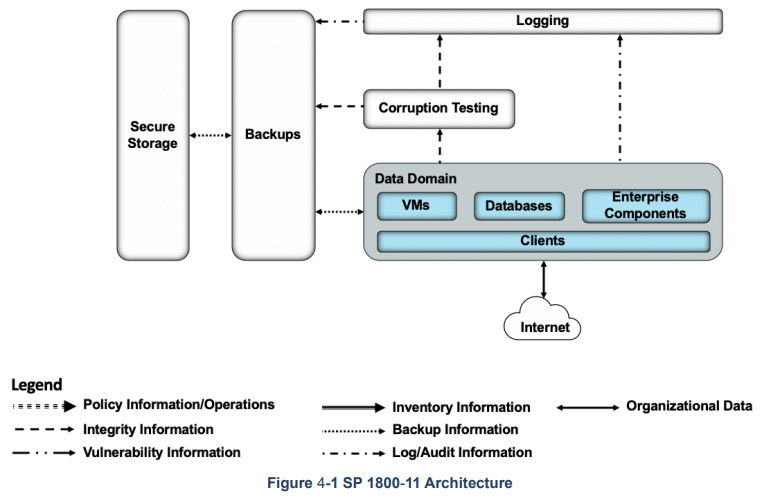 Logging
Corruption Testing
Secure
Storage
Backups
Data Domain
VMs
Databases
Enterprise
Components
Clients
Internet
Legend
Policy Information/Operations
Inventory Information
Organizational Data
Integrity Information
Backup Information
Vulnerability Information
Log/Audit Information
Figure 4-1 SP 1800-11 Architecture